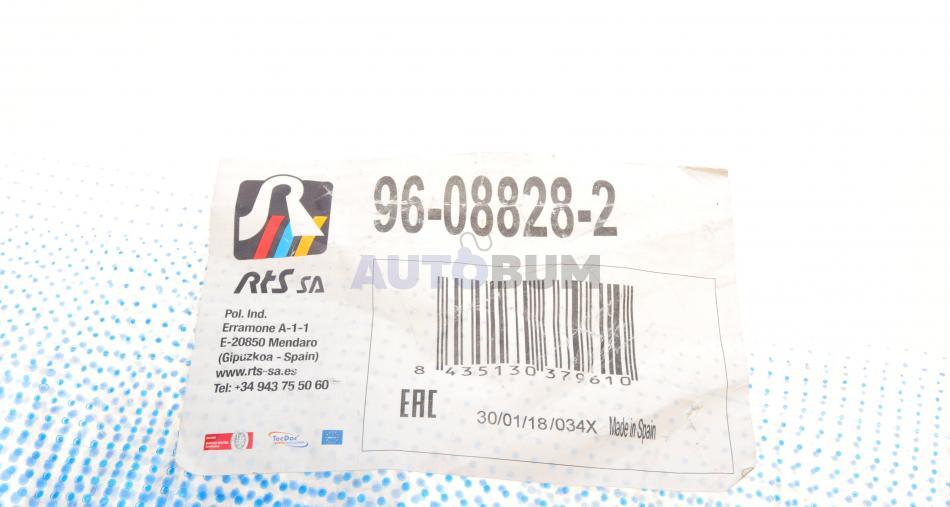 96-08828-2
AUTOBUM
RtS SA
Pol. Ind.
Erramone A-1-1
E-20850 Mendaro
(Gipuzkoa - Spain)
www.rts-sa.es
Tel: +34 943 75 50 60
8 435130 379610
EAC
30/01/18/034X Made in Spain
TecDoc